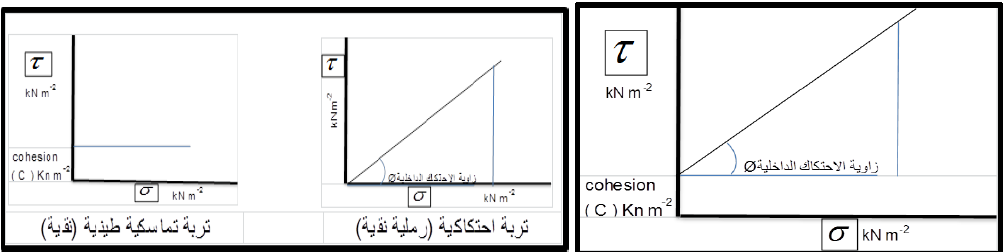 τ
kN m-2
cohesion
( C ) Kn m-2
σ kN m-2
تربة تماسكية طينية (نقية)
τ
kNm-2
زاوية الاحتكاك الداخلية Ø
σ kN m-2
تربة احتكاكية (رملية نقية)
τ
kN m-2
زاوية الاحتكاك الداخلية Ø
cohesion
( C ) Kn m-2
σ kN m-2